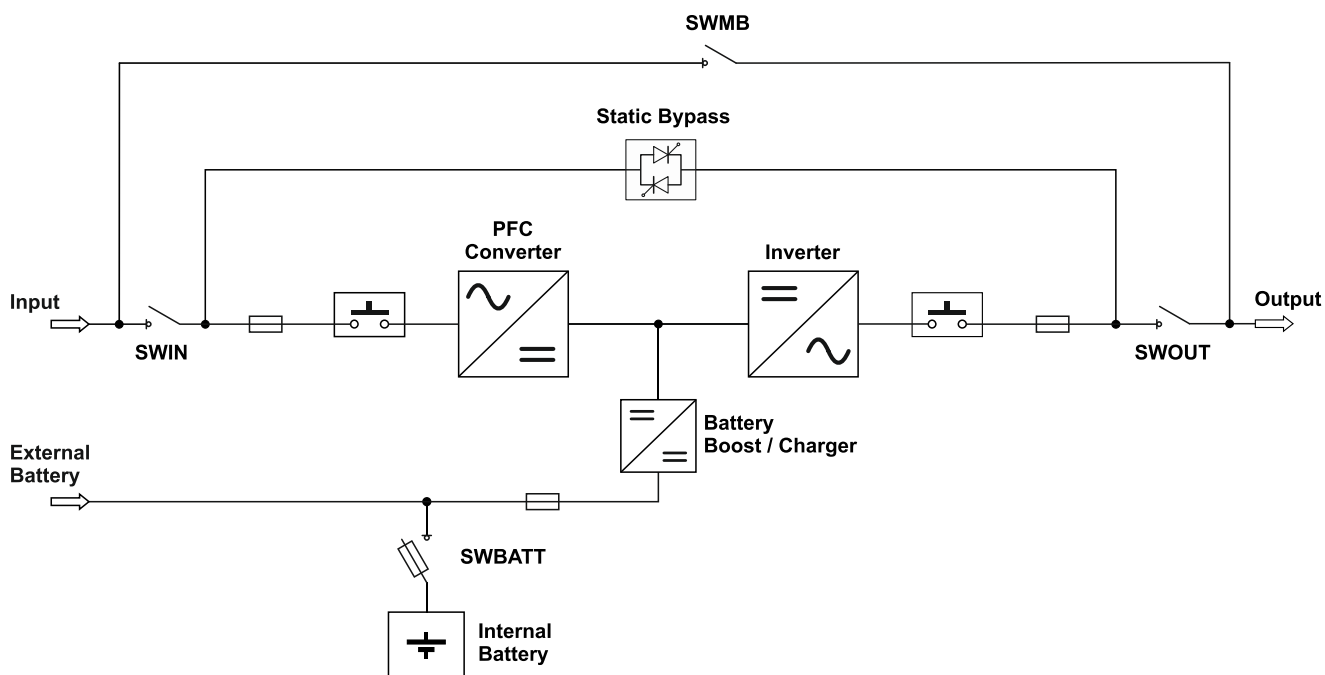 SWMB
Static Bypass
PFC
Converter
Inverter
Input
Output
SWIN
SWOUT
Battery
Boost / Charger
External
Battery
SWBATT
Internal
Battery